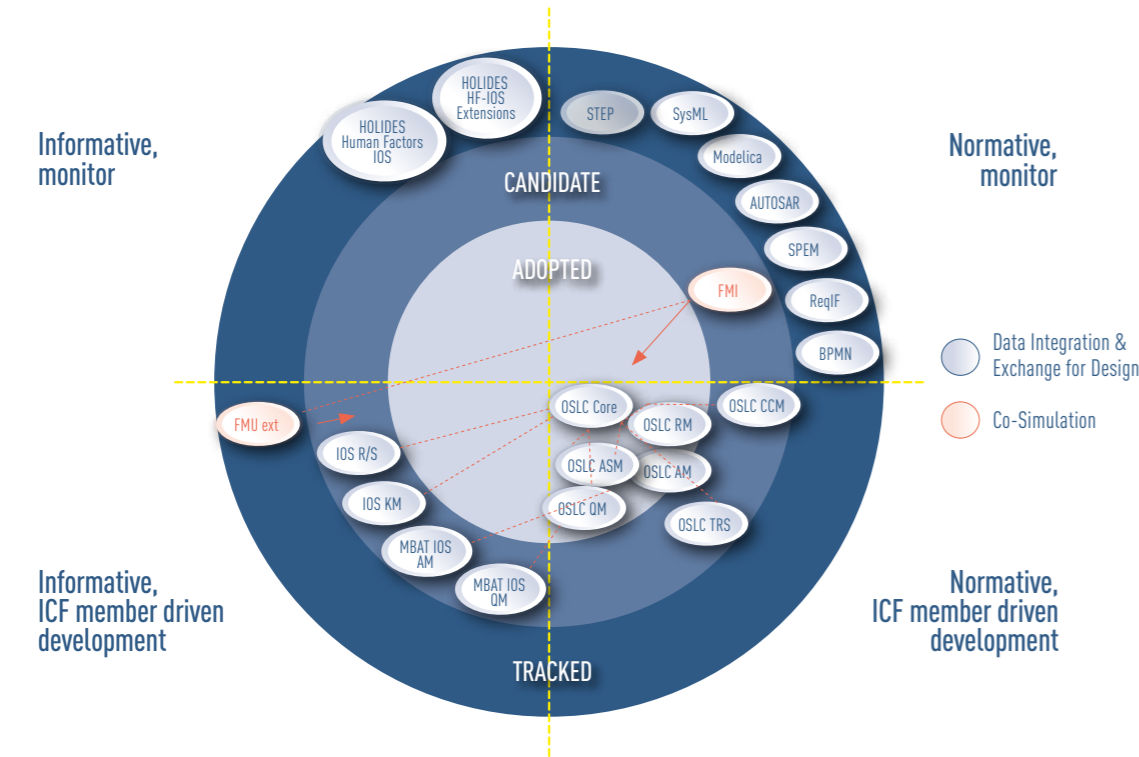 HOLIDES
HF-IOS
Extensions
HOLIDES
Human Factors
IOS
STEP
SysML
Informative,
monitor
Normative,
monitor
Modelica
CANDIDATE
AUTOSAR
SPEM
ADOPTED
FMI
ReqIF
BPMN
Data Integration &
Exchange for Design
Co-Simulation
FMU ext
OSLC Core
OSLC CCM
OSLC RM
IOS R/S
OSLC ASM
OSLC AM
IOS KM
OSLC QM
OSLC TRS
MBAT IOS
AM
MBAT IOS
QM
Informative,
ICF member driven
development
Normative,
ICF member driven
development
TRACKED